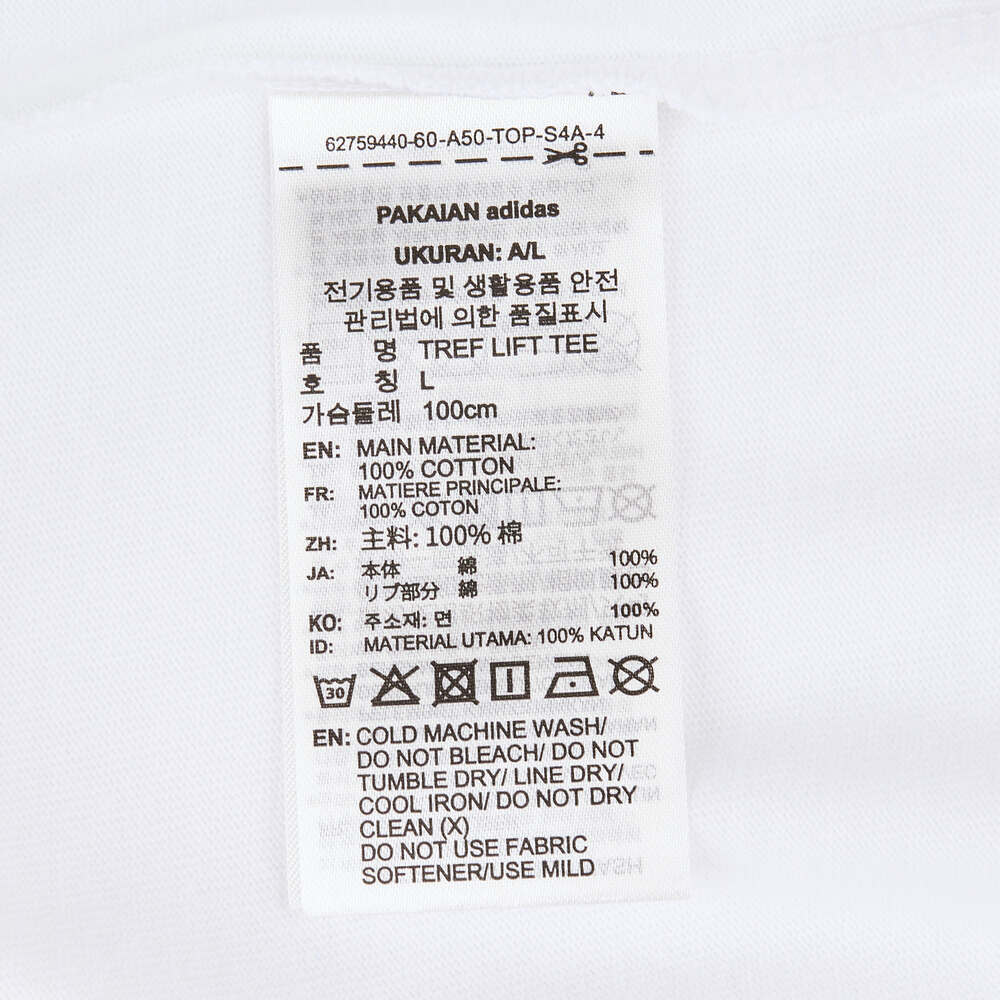 62759440-60-A50-TOP-S4A-4
PAKAIAN adidas
UKURAN: A/L
전기용품 및 생활용품 안전
관리법에 의한 품질표시
품 명 TREF LIFT TEE
호 칭 L
가슴둘레 100cm
EN: MAIN MATERIAL:
100% COTTON
FR: MATIERE PRINCIPALE:
100% COTON
ZH: 主料: 100% 棉
JA: 本体 綿 100%
リブ部分 綿 100%
KO: 주소재: 면 100%
ID: MATERIAL UTAMA: 100% KATUN
30
EN: COLD MACHINE WASH/
DO NOT BLEACH/ DO NOT
TUMBLE DRY/ LINE DRY/
COOL IRON/ DO NOT DRY
CLEAN (X)
DO NOT USE FABRIC
SOFTENER/USE MILD